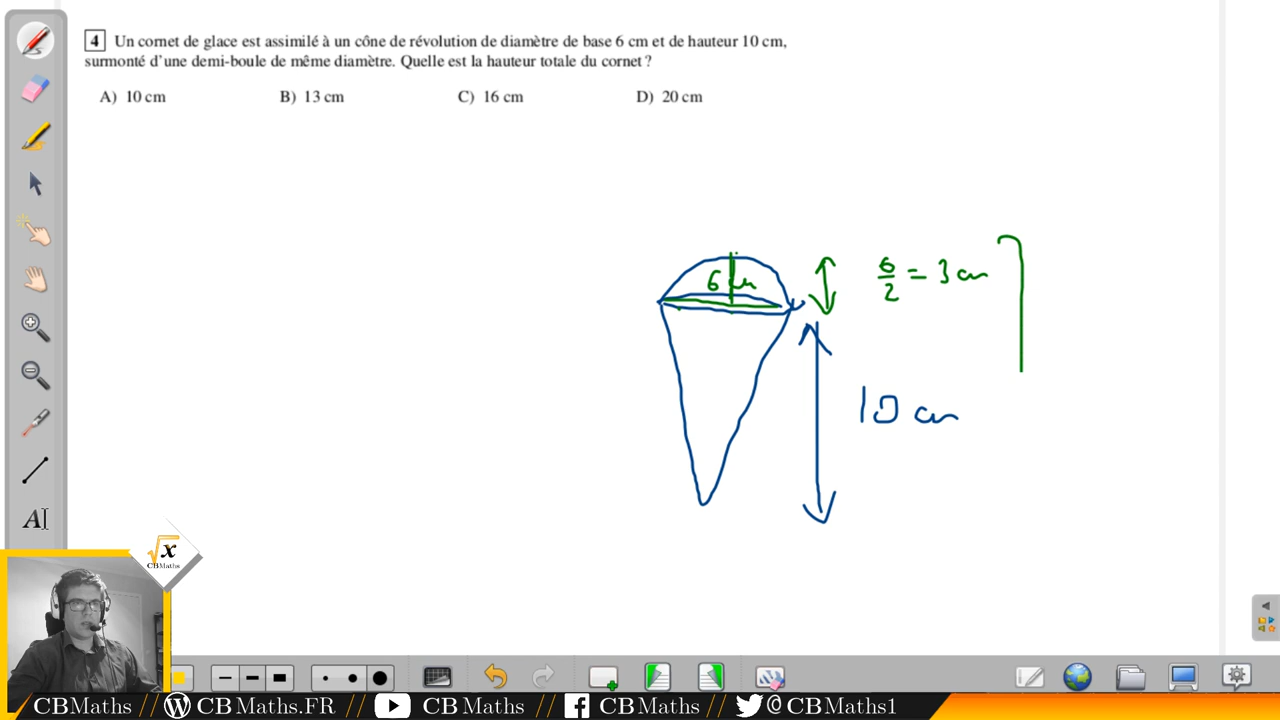 4 Un cornet de glace est assimilé à un cône de révolution de diamètre de base 6 cm et de hauteur 10 cm,
surmonté d'une demi-boule de même diamètre. Quelle est la hauteur totale du cornet ?
A) 10 cm B) 13 cm C) 16 cm D) 20 cm
6 cm
6/2 = 3 cm
10 cm
AI
√x
CBMaths
CBMaths // CBMaths.FR // CBMaths // CBMaths // @CBMaths1